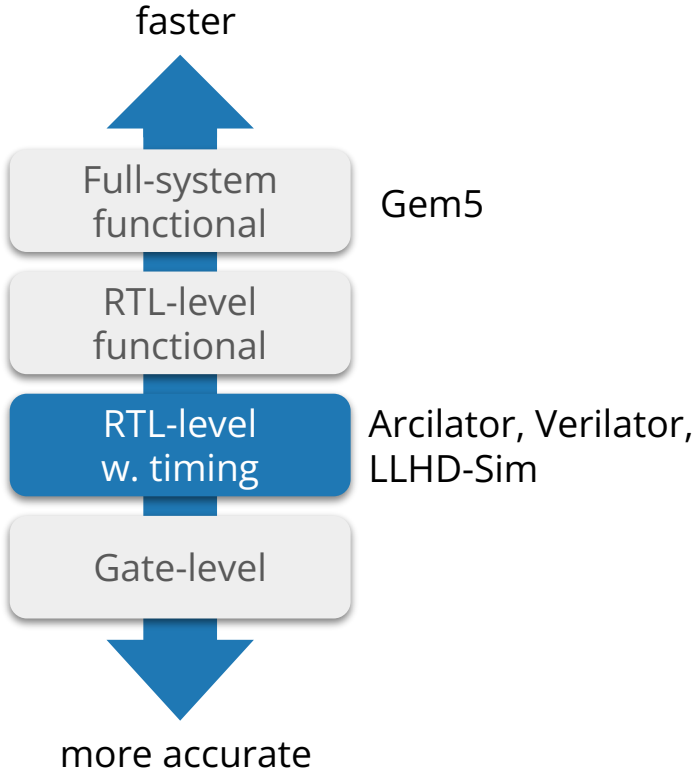 faster
Full-system
functional
Gem5
RTL-level
functional
RTL-level
w. timing
Arcilator, Verilator,
LLHD-Sim
Gate-level
more accurate